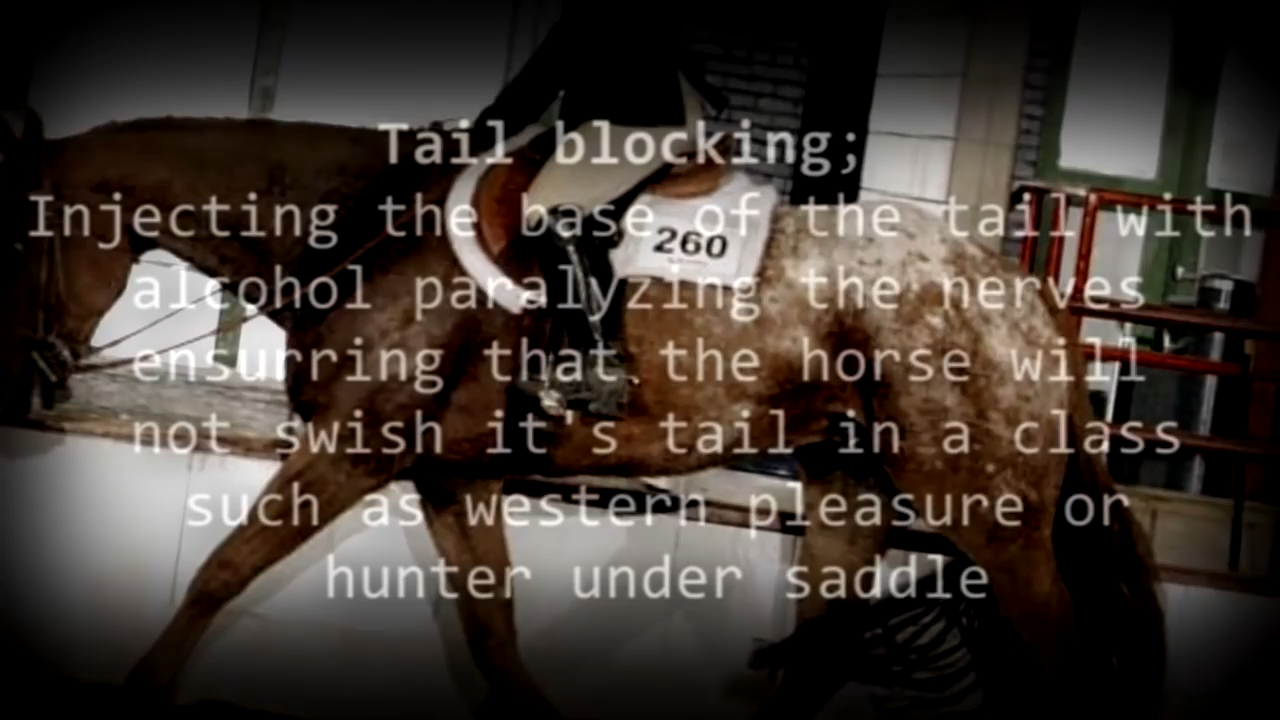 Tail blocking;
Injecting the base of the tail with
alcohol paralyzing the nerves
ensurring that the horse will
not swish it's tail in a class
such as western pleasure or
hunter under saddle
260